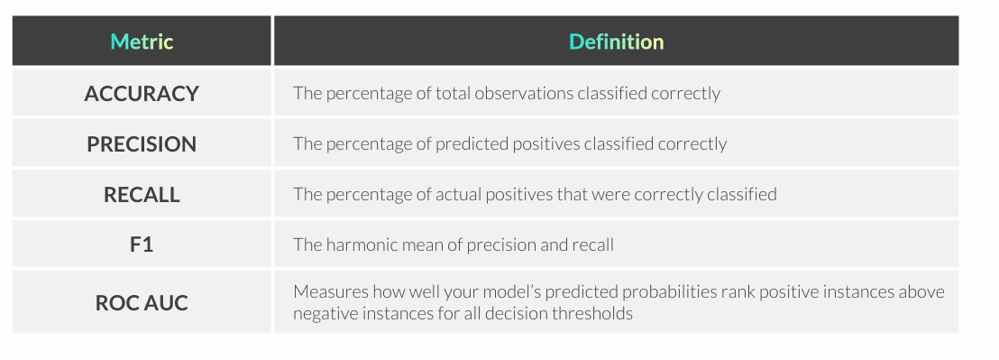 Metric Definition
ACCURACY The percentage of total observations classified correctly
PRECISION The percentage of predicted positives classified correctly
RECALL The percentage of actual positives that were correctly classified
F1 The harmonic mean of precision and recall
ROC AUC Measures how well your model’s predicted probabilities rank positive instances above
negative instances for all decision thresholds